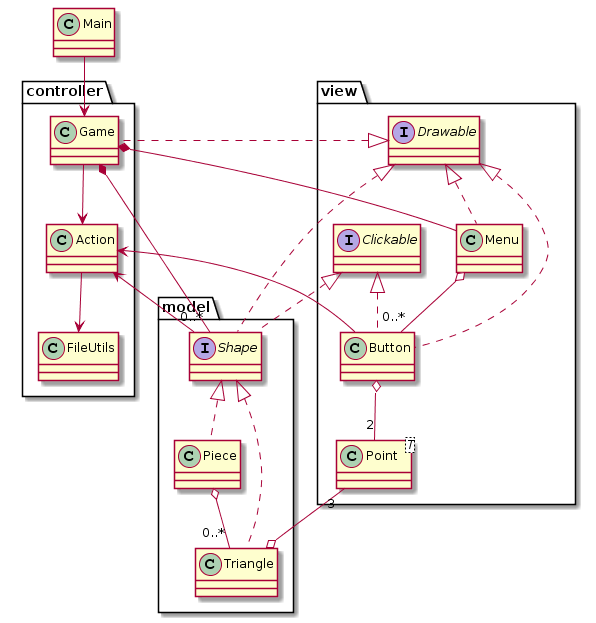 C Main
controller
view
C Game
I Drawable
C Action
I Clickable
C Menu
model
0..*
0..*
C FileUtils
I Shape
C Button
2
C Piece
C Point
T
3
0..*
C Triangle